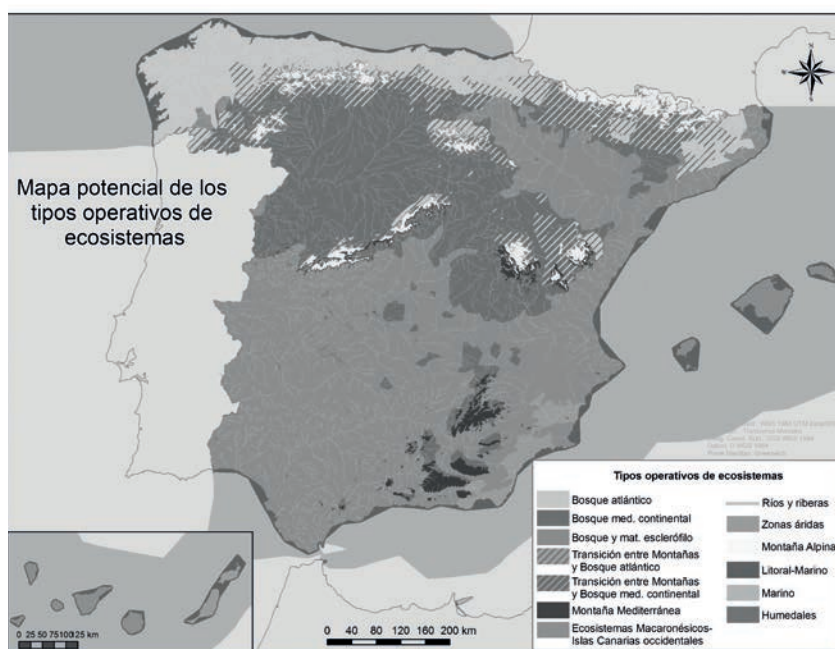 Mapa potencial de los
tipos operativos de
ecosistemas
Tipos operativos de ecosistemas
Bosque atlántico
Bosque med. continental
Bosque y mat. esclerófilo
Transición entre Montañas
y Bosque atlántico
Transición entre Montañas
y Bosque med. continental
Montaña Mediterránea
Ecosistemas Macaronésicos-
Islas Canarias occidentales
Ríos y riberas
Zonas áridas
Montaña Alpina
Litoral-Marino
Marino
Humedales
0 25 50 75 100 125 km
0 40 80 120 160 200 km